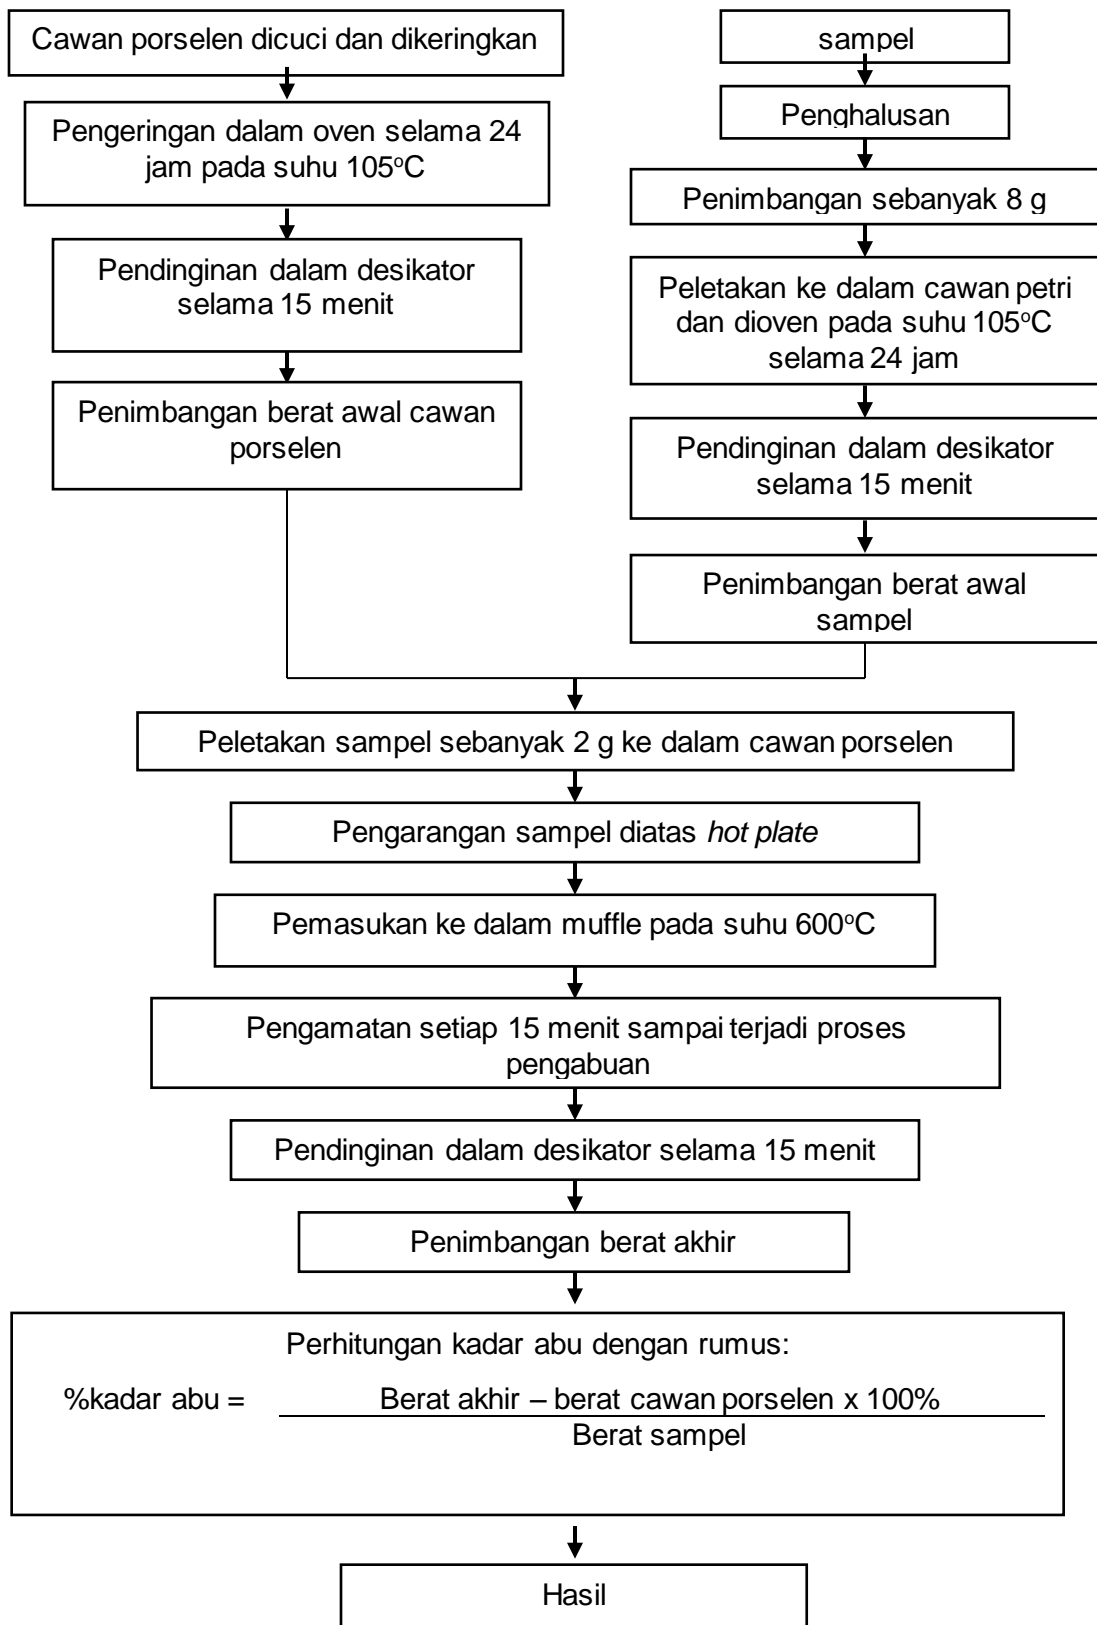 Cawan porselen dicuci dan dikeringkan
Pengeringan dalam oven selama 24
jam pada suhu 105°C
Pendinginan dalam desikator
selama 15 menit
Penimbangan berat awal cawan
porselen
sampel
Penghalusan
Penimbangan sebanyak 8 g
Peletakan ke dalam cawan petri
dan dioven pada suhu 105°C
selama 24 jam
Pendinginan dalam desikator
selama 15 menit
Penimbangan berat awal
sampel
Peletakan sampel sebanyak 2 g ke dalam cawan porselen
Pengarangan sampel diatas hot plate
Pemasukan ke dalam muffle pada suhu 600°C
Pengamatan setiap 15 menit sampai terjadi proses
pengabuan
Pendinginan dalam desikator selama 15 menit
Penimbangan berat akhir
Perhitungan kadar abu dengan rumus:
%kadar abu = Berat akhir – berat cawan porselen x 100%
Berat sampel
Hasil